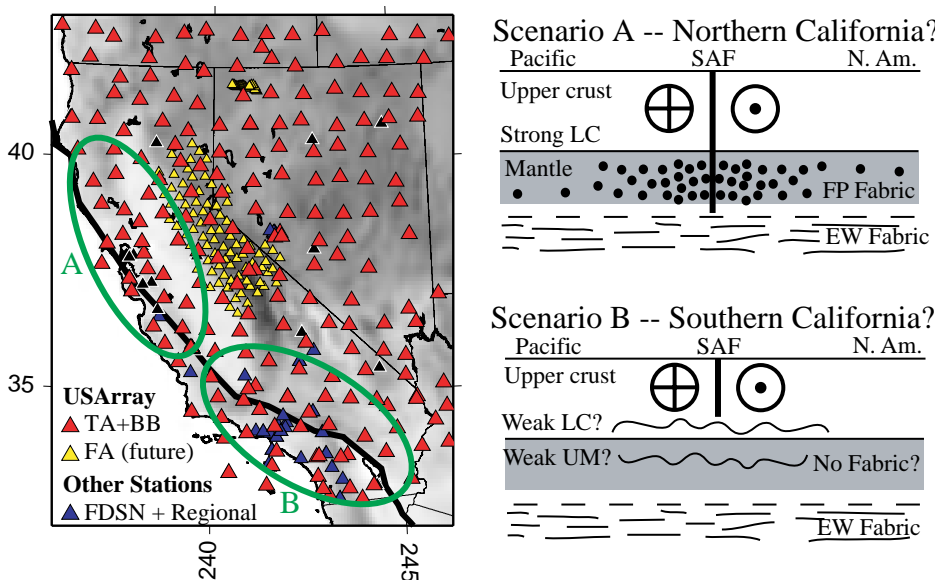 40
35
240
245
A
B
USArray
TA+BB
FA (future)
Other Stations
FDSN + Regional
Scenario A -- Northern California?
Pacific SAF N. Am.
Upper crust
Strong LC
Mantle
FP Fabric
EW Fabric
Scenario B -- Southern California?
Pacific SAF N. Am.
Upper crust
Weak LC?
Weak UM? No Fabric?
EW Fabric